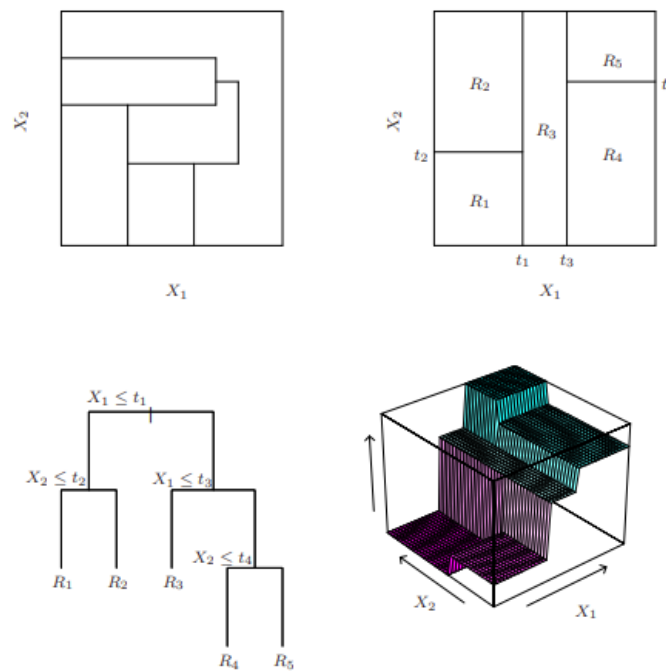 X₂
X₁
R₂
R₅
R₃
R₄
R₁
t₂
X₂
t₁
t₃
X₁
X₁ ≤ t₁
X₂ ≤ t₂
X₁ ≤ t₃
X₂ ≤ t₄
R₁
R₂
R₃
R₄
R₅
X₂
X₁